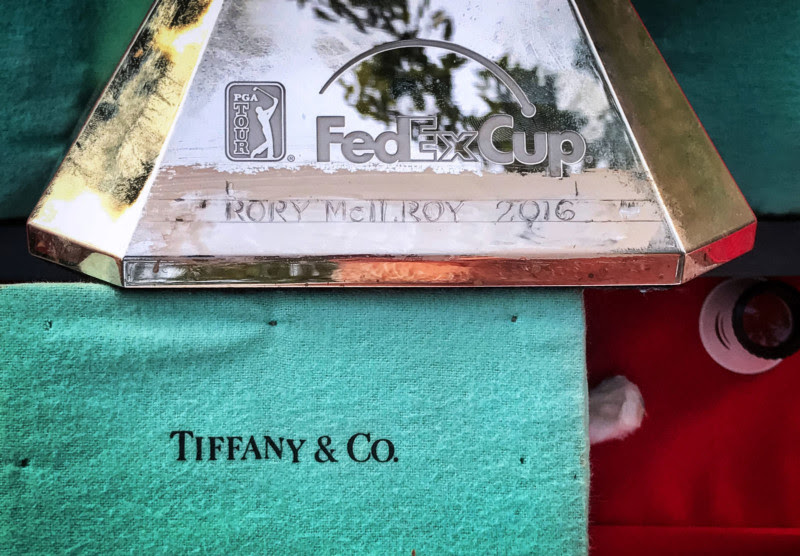 PGA
TOUR
FedExCup
RORY McILROY 2016
TIFFANY & CO.